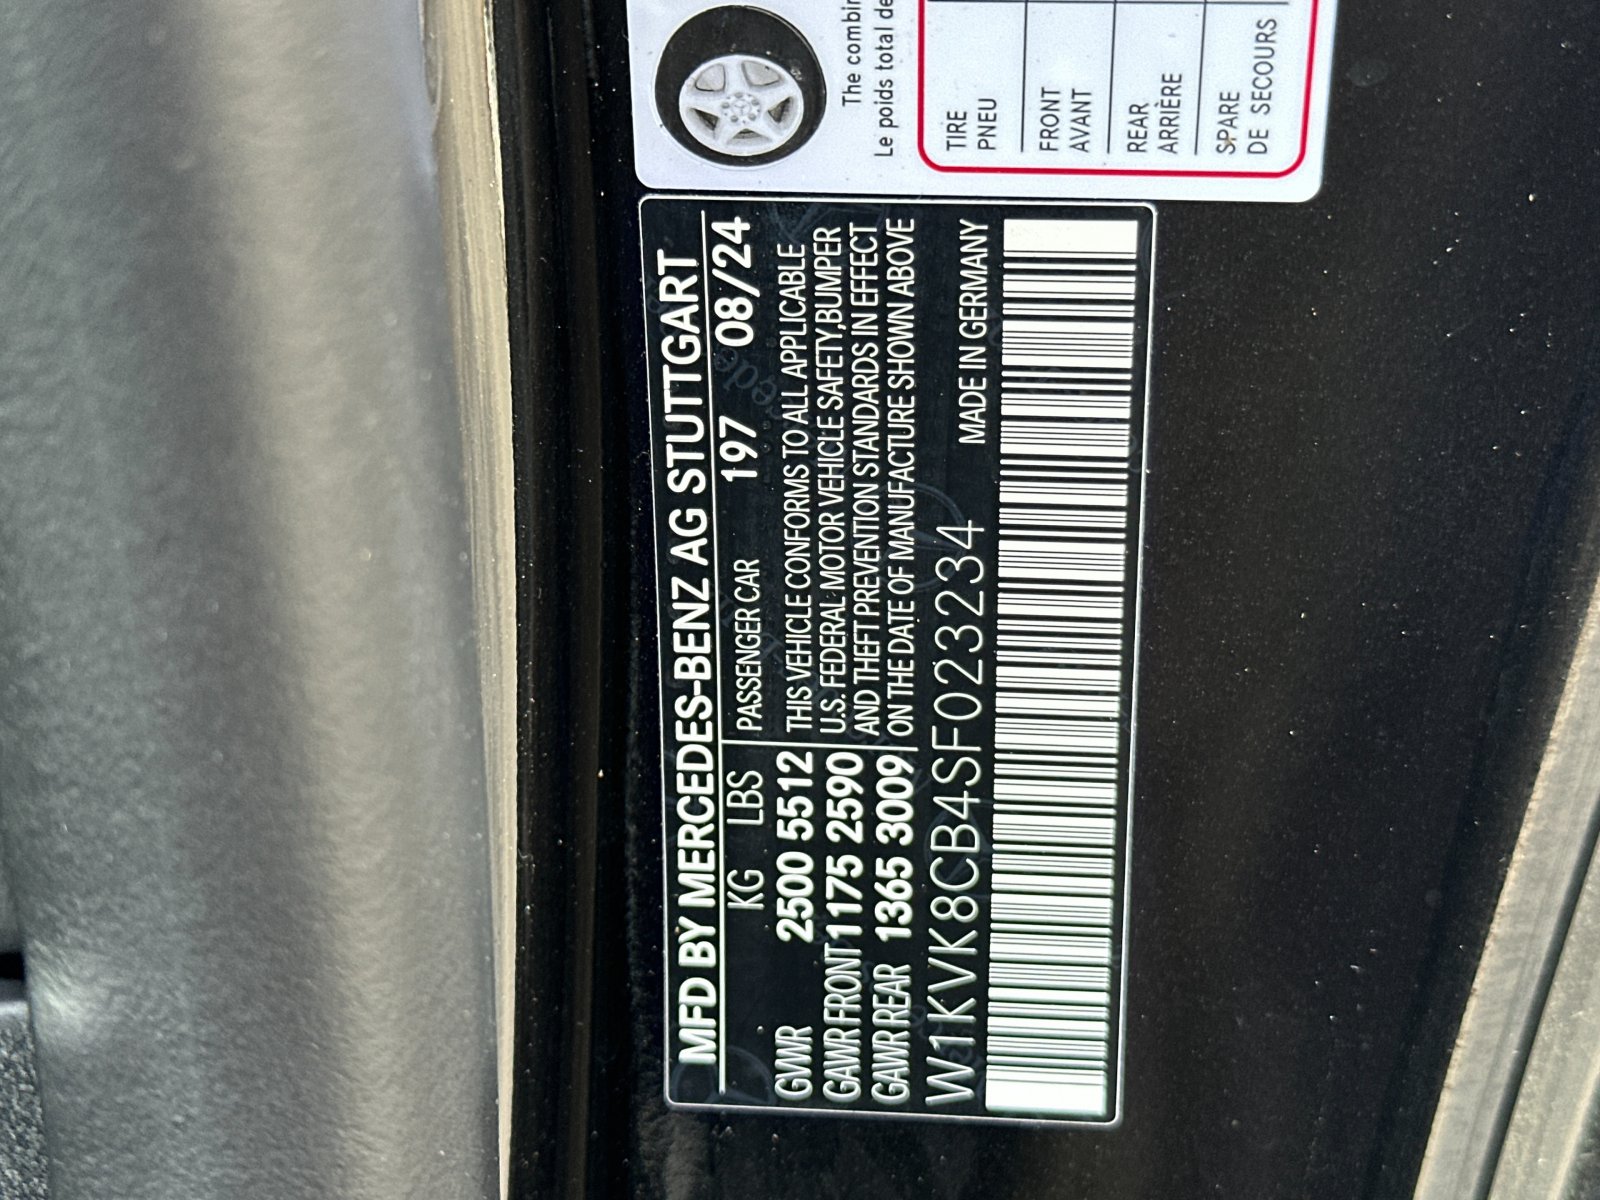 MFD BY MERCEDES-BENZ AG STUTTGART
KG LBS
PASSENGER CAR 197 08/24
GWWR 2500 5512
GAWR FRONT 1175 2590
GAWR REAR 1365 3009
THIS VEHICLE CONFORMS TO ALL APPLICABLE
U.S. FEDERAL MOTOR VEHICLE SAFETY,BUMPER
AND THEFT PREVENTION STANDARDS IN EFFECT
ON THE DATE OF MANUFACTURE SHOWN ABOVE
W1KVK8CB4SF023234
MADE IN GERMANY
The combin
Le poids total de
TIRE
PNEU
FRONT
AVANT
REAR
ARRIÈRE
SPARE
DE SECOURS